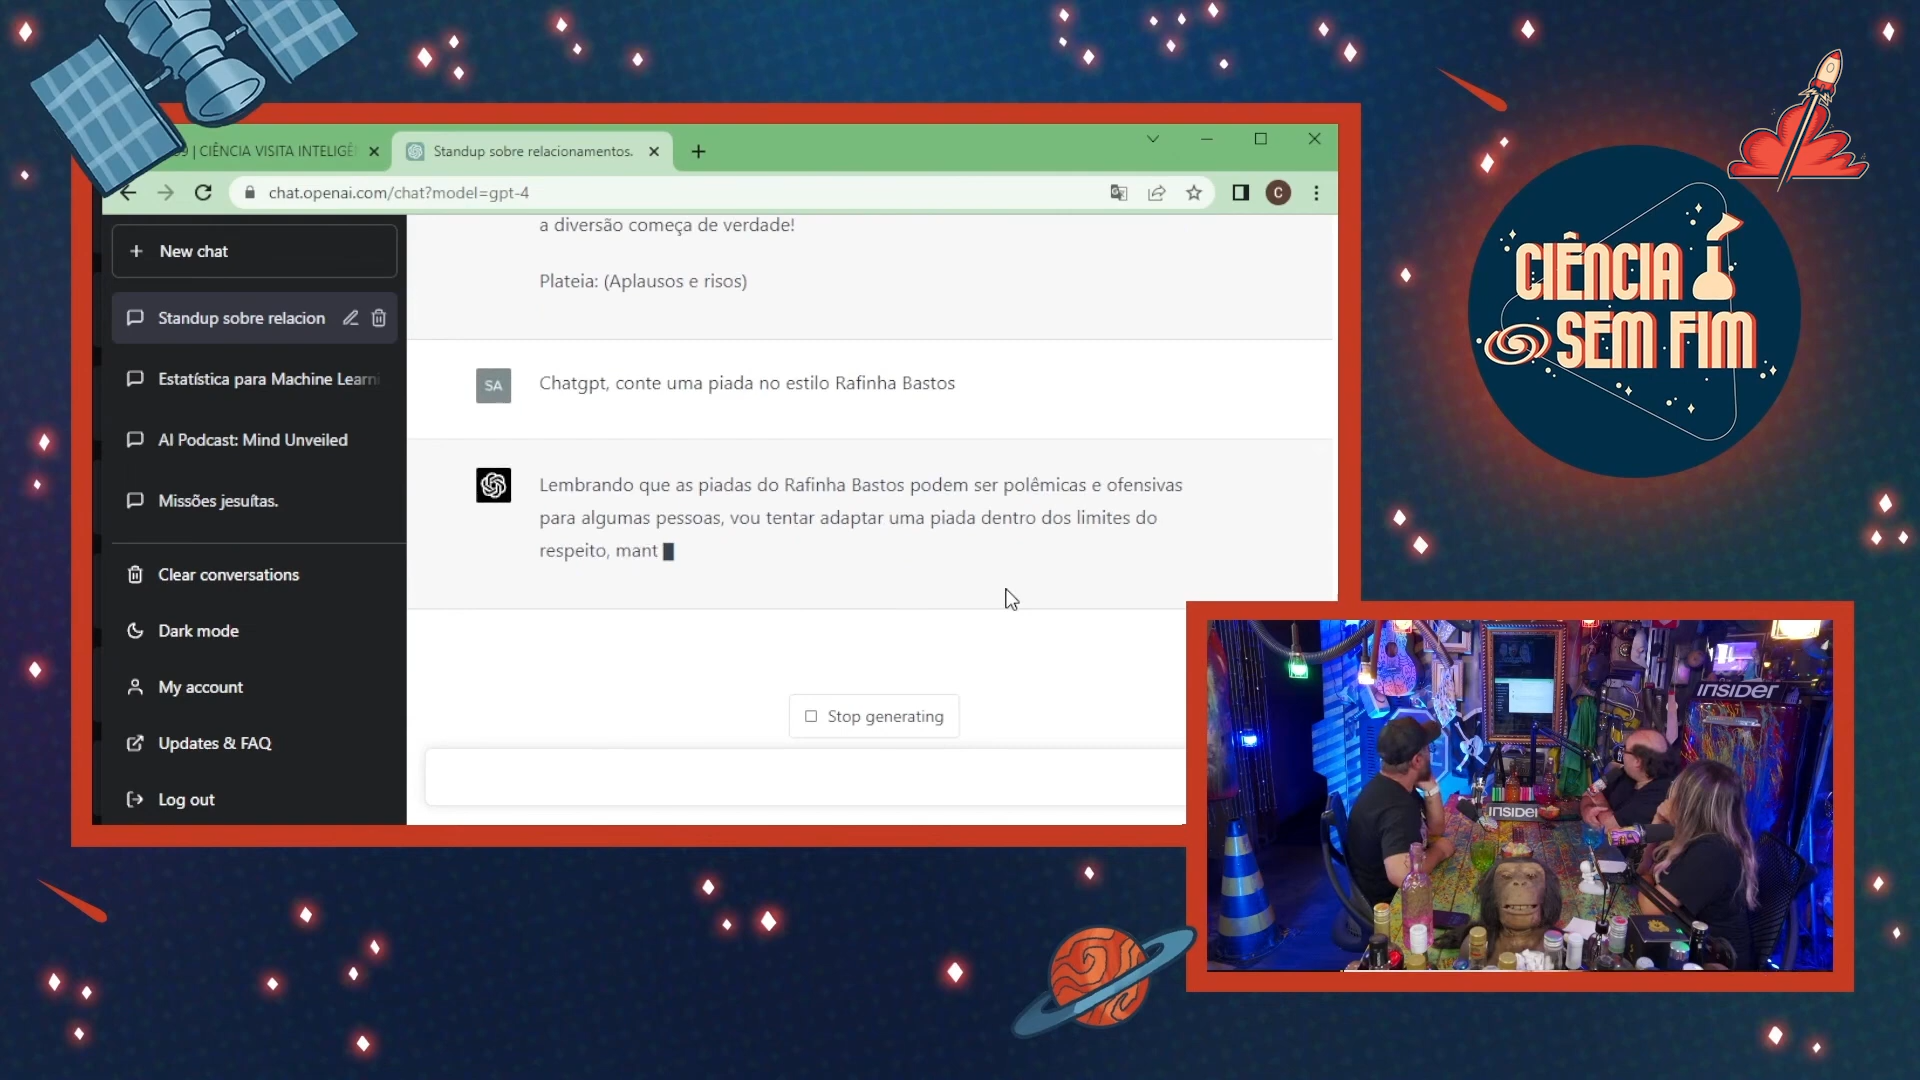 9 | CIÊNCIA VISITA INTELIGÊ
Standup sobre relacionamentos.
chat.openai.com/chat?model=gpt-4
C
New chat
Standup sobre relacion
Estatística para Machine Learni
AI Podcast: Mind Unveiled
Missões jesuítas.
Clear conversations
Dark mode
My account
Updates & FAQ
Log out
a diversão começa de verdade!
Plateia: (Aplausos e risos)
SA
Chatgpt, conte uma piada no estilo Rafinha Bastos
Lembrando que as piadas do Rafinha Bastos podem ser polêmicas e ofensivas
para algumas pessoas, vou tentar adaptar uma piada dentro dos limites do
respeito, mant
Stop generating
CIÊNCIA
SEM FIM
INSIDER
INSIDER